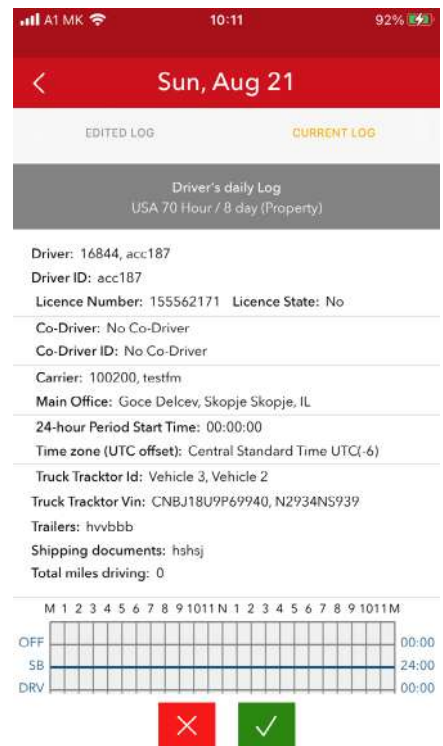 A1 MK 10:11 92%
Sun, Aug 21
EDITED LOG CURRENT LOG
Driver's daily Log
USA 70 Hour / 8 day (Property)
Driver: 16844, acc187
Driver ID: acc187
Licence Number: 155562171 Licence State: No
Co-Driver: No Co-Driver
Co-Driver ID: No Co-Driver
Carrier: 100200, testfm
Main Office: Goce Delcev, Skopje Skopje, IL
24-hour Period Start Time: 00:00:00
Time zone (UTC offset): Central Standard Time UTC(-6)
Truck Tracktor Id: Vehicle 3, Vehicle 2
Truck Tracktor Vin: CNBJ18U9P69940, N2934NS939
Trailers: hvvbbb
Shipping documents: hshsj
Total miles driving: 0
M 1 2 3 4 5 6 7 8 9 10 11 N 1 2 3 4 5 6 7 8 9 10 11 M
OFF 00:00
SB 24:00
DRV 00:00